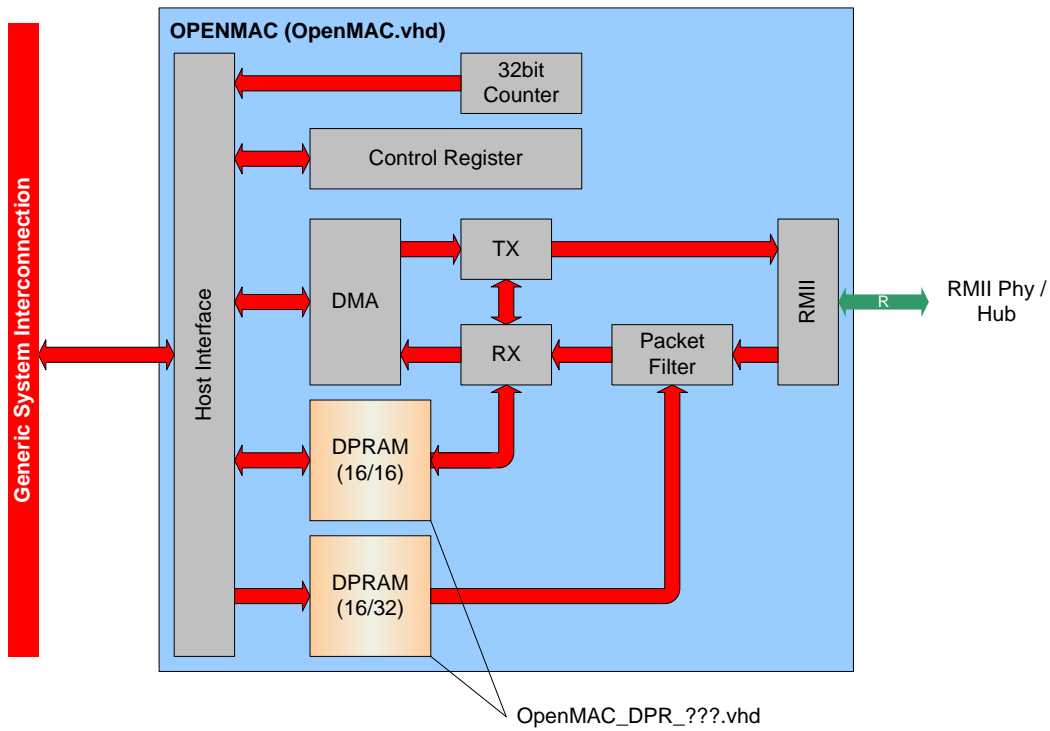 OPENMAC (OpenMAC.vhd)
Generic System Interconnection
Host Interface
32bit
Counter
Control Register
DMA
TX
RX
Packet
Filter
RMII
R
RMII Phy /
Hub
DPRAM
(16/16)
DPRAM
(16/32)
OpenMAC_DPR_???.vhd